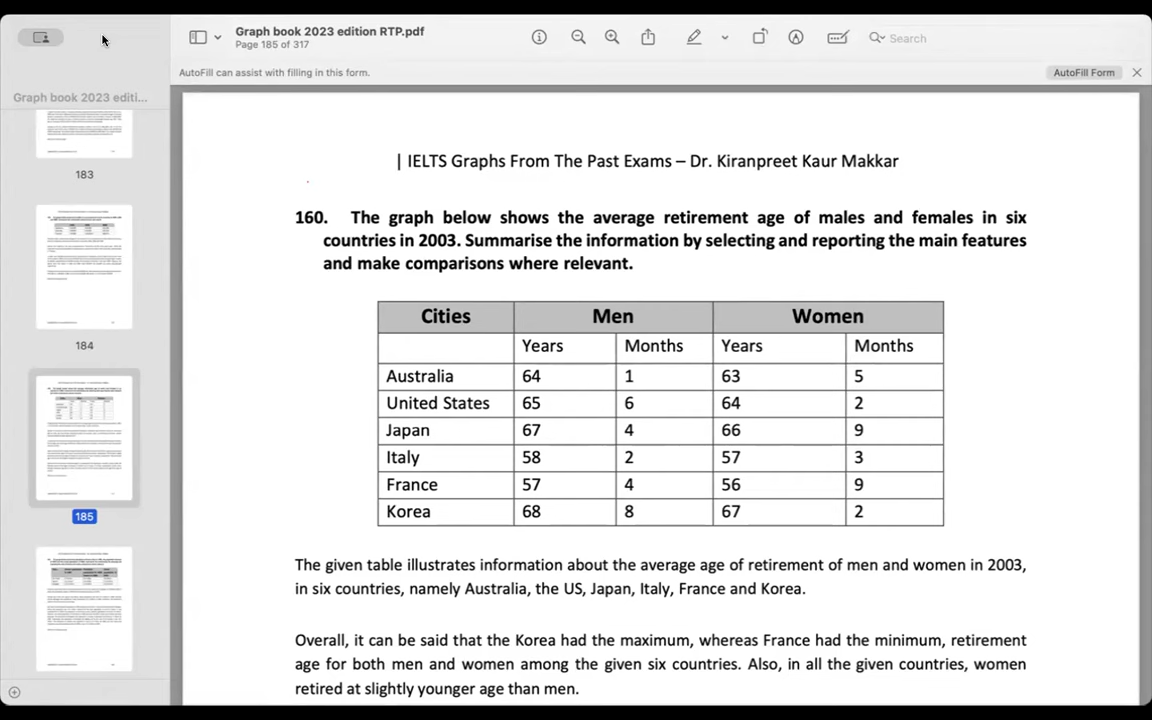 Graph book 2023 edition RTP.pdf
Page 185 of 317
Search
AutoFill can assist with filling in this form.
AutoFill Form
Graph book 2023 editi...
183
184
185
| IELTS Graphs From The Past Exams – Dr. Kiranpreet Kaur Makkar
160. The graph below shows the average retirement age of males and females in six
countries in 2003. Summarise the information by selecting and reporting the main features
and make comparisons where relevant.
Cities Men Women
Years Months Years Months
Australia 64 1 63 5
United States 65 6 64 2
Japan 67 4 66 9
Italy 58 2 57 3
France 57 4 56 9
Korea 68 8 67 2
The given table illustrates information about the average age of retirement of men and women in 2003,
in six countries, namely Australia, the US, Japan, Italy, France and Korea.
Overall, it can be said that the Korea had the maximum, whereas France had the minimum, retirement
age for both men and women among the given six countries. Also, in all the given countries, women
retired at slightly younger age than men.